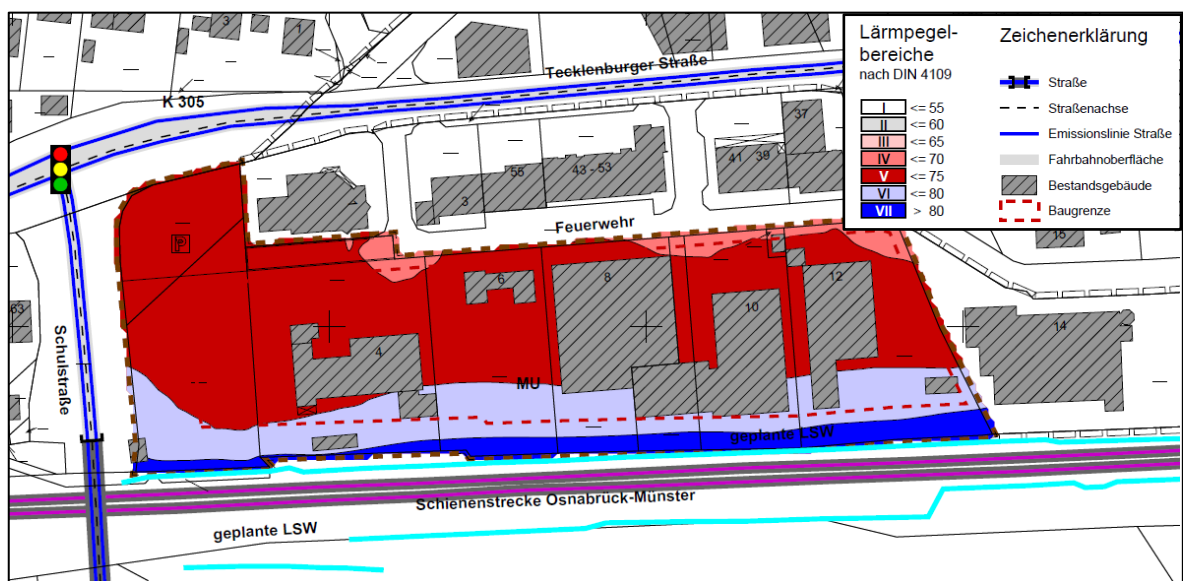 3
1
Tecklenburger Straße
K 305
37
41 39
43 - 53
55
3
Feuerwehr
P
6
8
12
10
4
14
15
63
Schulstraße
MU
geplante LSW
Schienenstrecke Osnabrück-Münster
geplante LSW
Lärmpegel-
bereiche
nach DIN 4109
I <= 55
II <= 60
III <= 65
IV <= 70
V <= 75
VI <= 80
VII > 80
Zeichenerklärung
Straße
Straßenachse
Emissionslinie Straße
Fahrbahnoberfläche
Bestandsgebäude
Baugrenze